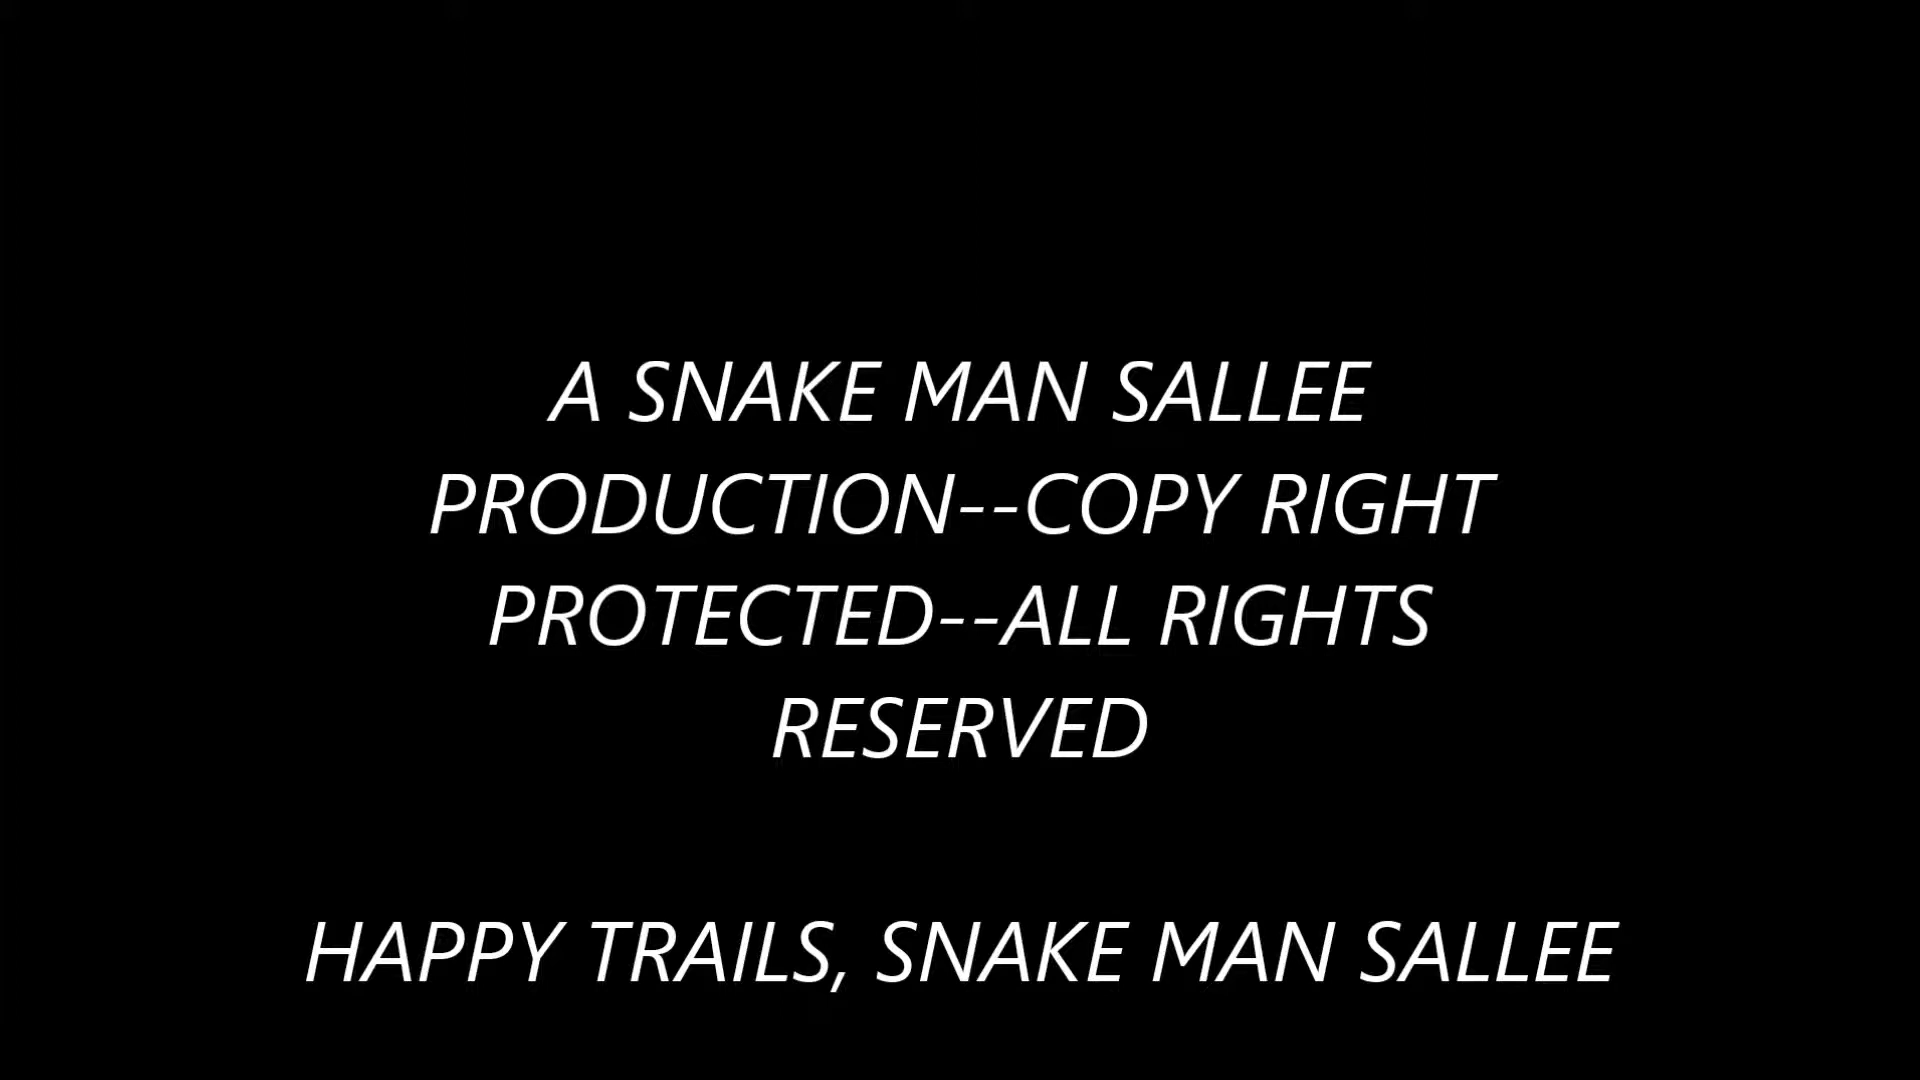 A SNAKE MAN SALLEE
PRODUCTION--COPY RIGHT
PROTECTED--ALL RIGHTS
RESERVED
HAPPY TRAILS, SNAKE MAN SALLEE